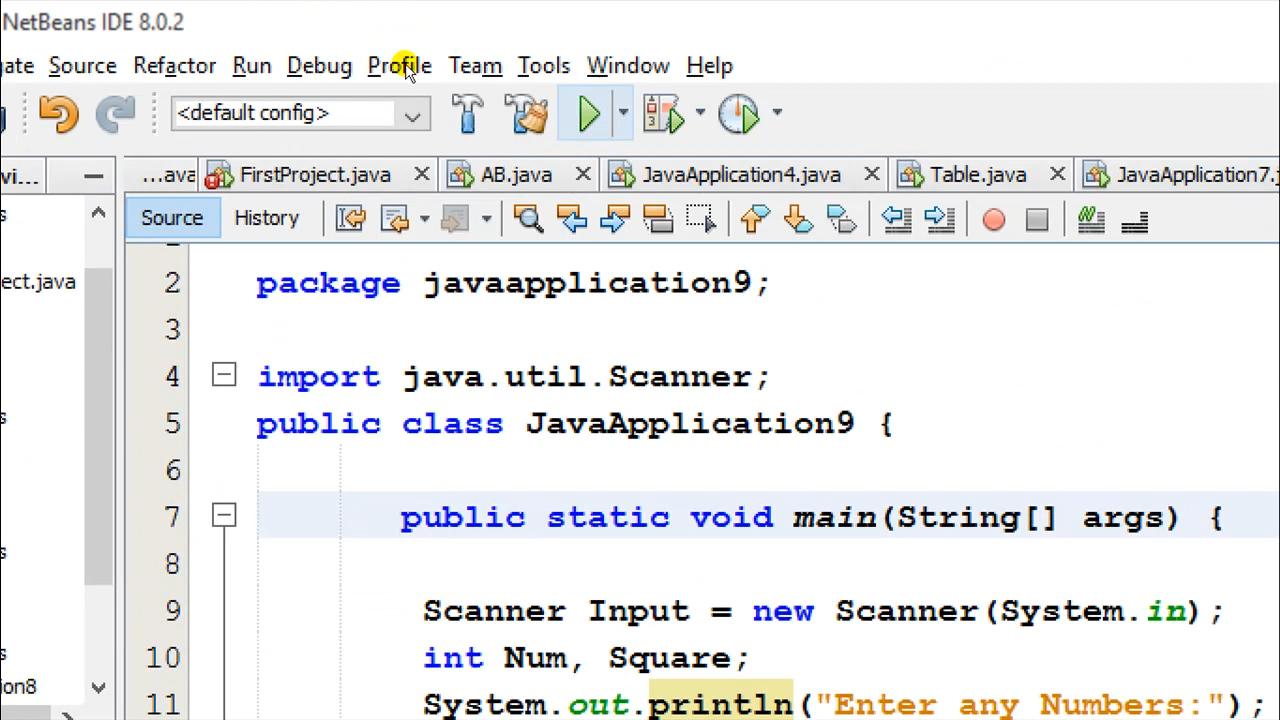 NetBeans IDE 8.0.2
gate Source Refactor Run Debug Profile Team Tools Window Help
<default config>
vi... ...ava FirstProject.java AB.java JavaApplication4.java Table.java JavaApplication7.j
Source History
s
2 package javaapplication9;
ect.java
3
4 import java.util.Scanner;
5 public class JavaApplication9 {
s
6
7 public static void main(String[] args) {
s
8
9 Scanner Input = new Scanner(System.in);
s
10 int Num, Square;
ion8
11 System.out.println("Enter any Numbers:");